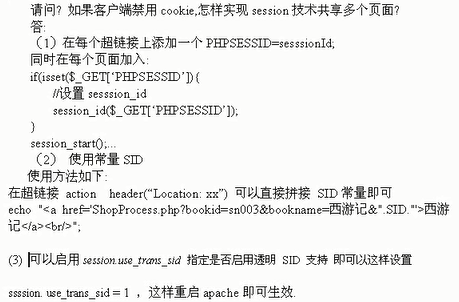 请问？如果客户端禁用 cookie,怎样实现 session 技术共享多个页面?
答:
（1）在每个超链接上添加一个 PHPSESSID=sesssionId;
同时在每个页面加入:
if(isset($_GET[‘PHPSESSID’]){
//设置 sesssion_id
session_id($_GET[‘PHPSESSID’]);
}
session_start();...
（2） 使用常量 SID
使用方法如下:
在超链接 action header(“Location: xx”) 可以直接拼接 SID 常量即可
echo "<a href='ShopProcess.php?bookid=sn003&bookname=西游记&".SID."'>西游
记</a><br/>";
(3) 可以启用 session.use_trans_sid 指定是否启用透明 SID 支持 即可以这样设置
sssion. use_trans_sid = 1 ，这样重启 apache 即可生效.